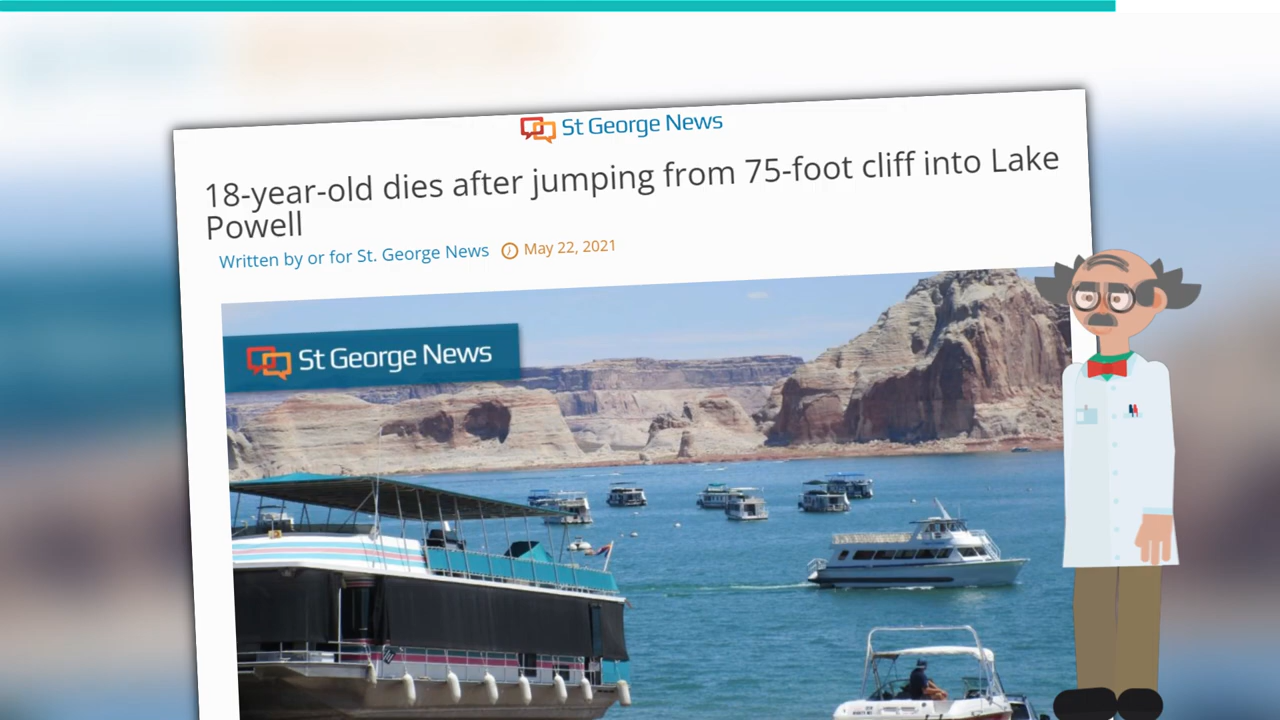 St George News
18-year-old dies after jumping from 75-foot cliff into Lake
Powell
Written by or for St. George News May 22, 2021
St George News